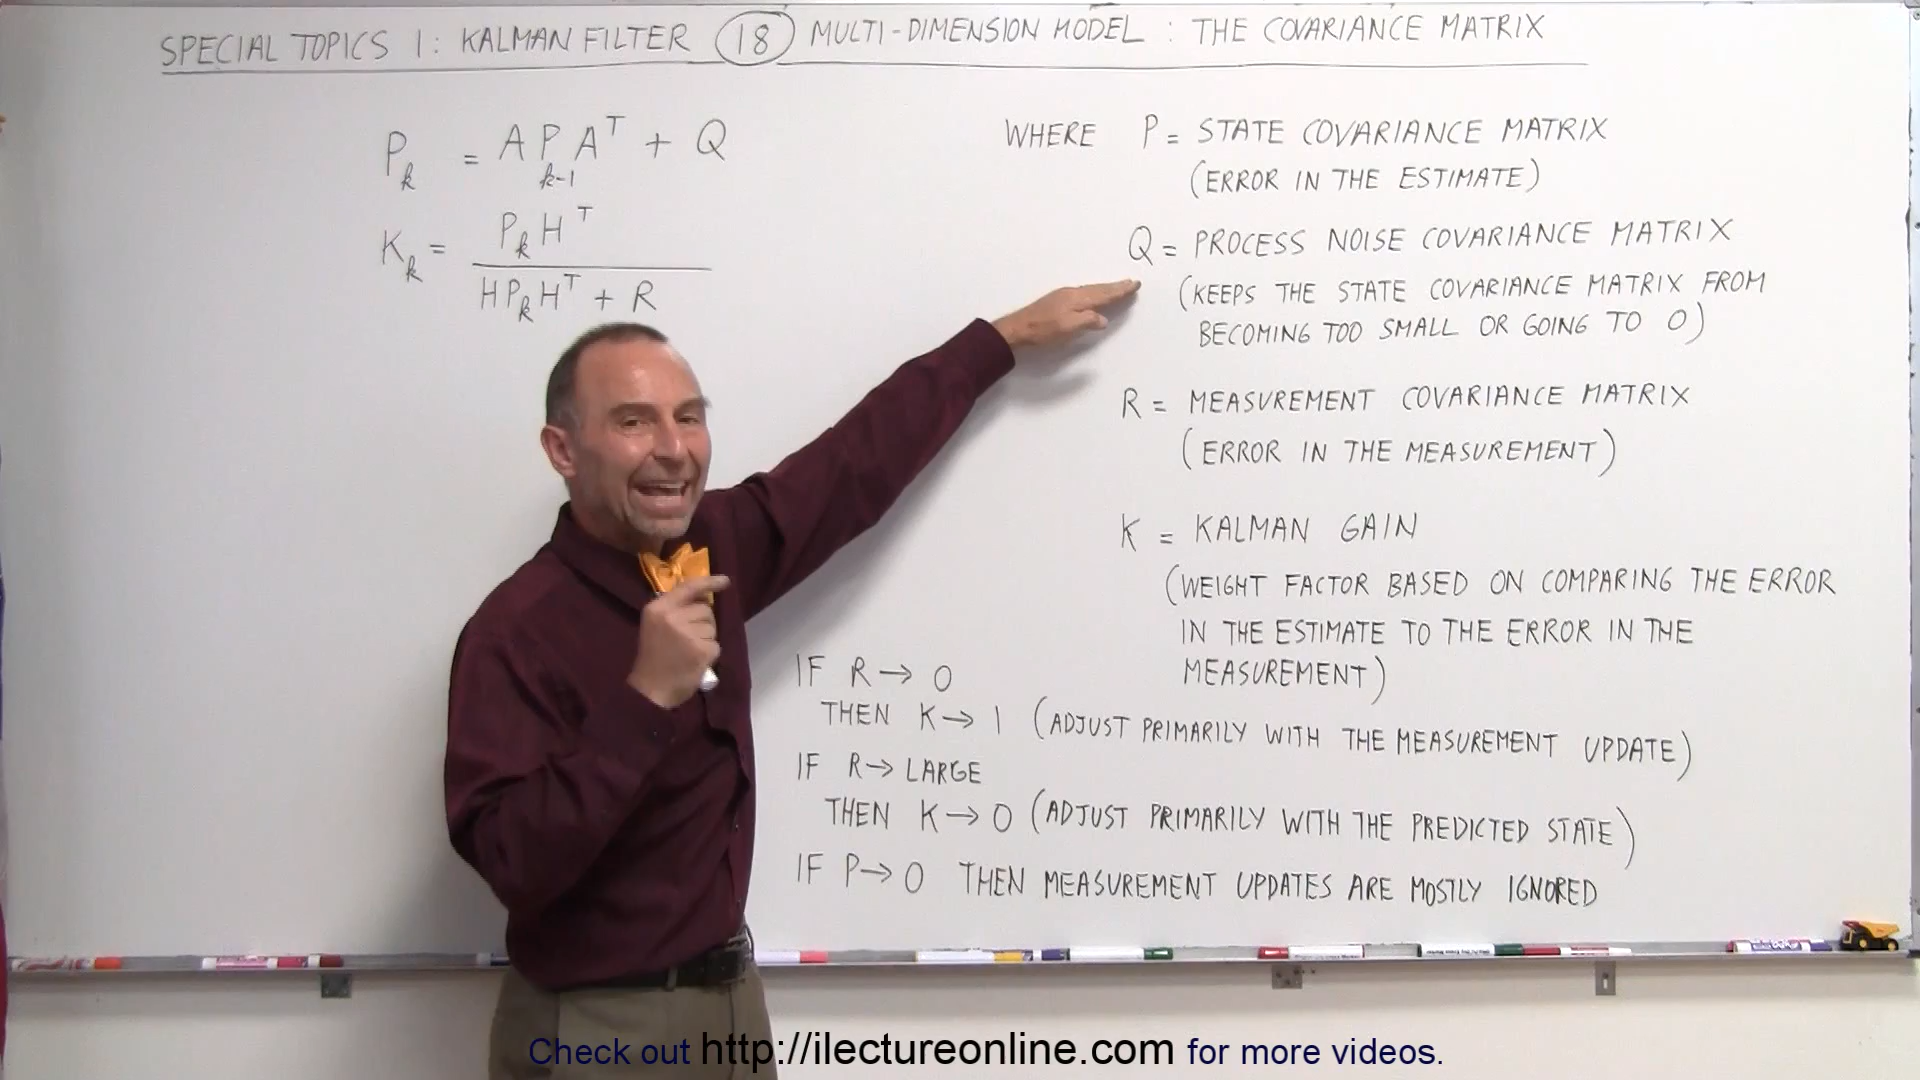 SPECIAL TOPICS 1: KALMAN FILTER 18 MULTI-DIMENSION MODEL: THE COVARIANCE MATRIX
P_k = A P_k-1 A^T + Q
K_k = P_k H^T
HP_k H^T + R
WHERE P = STATE COVARIANCE MATRIX
(ERROR IN THE ESTIMATE)
Q = PROCESS NOISE COVARIANCE MATRIX
(KEEPS THE STATE COVARIANCE MATRIX FROM
BECOMING TOO SMALL OR GOING TO 0)
R = MEASUREMENT COVARIANCE MATRIX
(ERROR IN THE MEASUREMENT)
K = KALMAN GAIN
(WEIGHT FACTOR BASED ON COMPARING THE ERROR
IN THE ESTIMATE TO THE ERROR IN THE
MEASUREMENT)
IF R→ 0
THEN K→ 1 (ADJUST PRIMARILY WITH THE MEASUREMENT UPDATE)
IF R→ LARGE
THEN K→ 0 (ADJUST PRIMARILY WITH THE PREDICTED STATE)
IF P→ 0 THEN MEASUREMENT UPDATES ARE MOSTLY IGNORED
Check out http://ilectureonline.com for more videos.